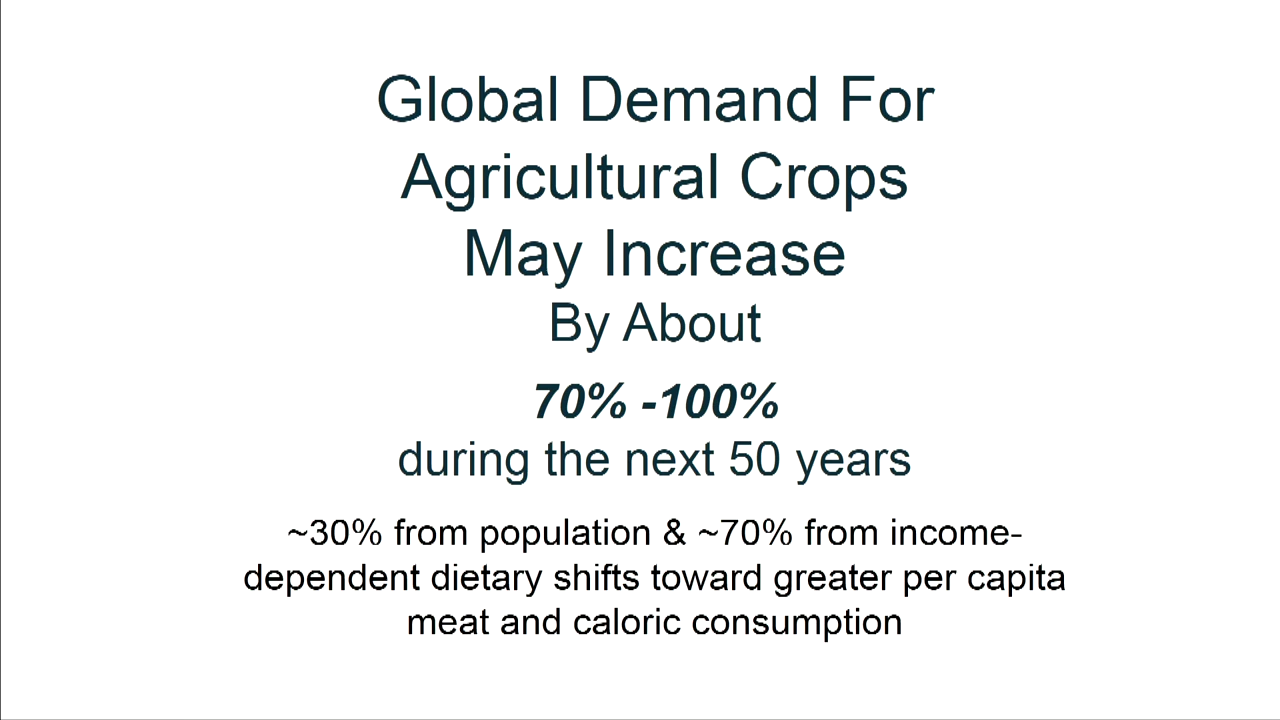 Global Demand For
Agricultural Crops
May Increase
By About
70% -100%
during the next 50 years
~30% from population & ~70% from income-
dependent dietary shifts toward greater per capita
meat and caloric consumption